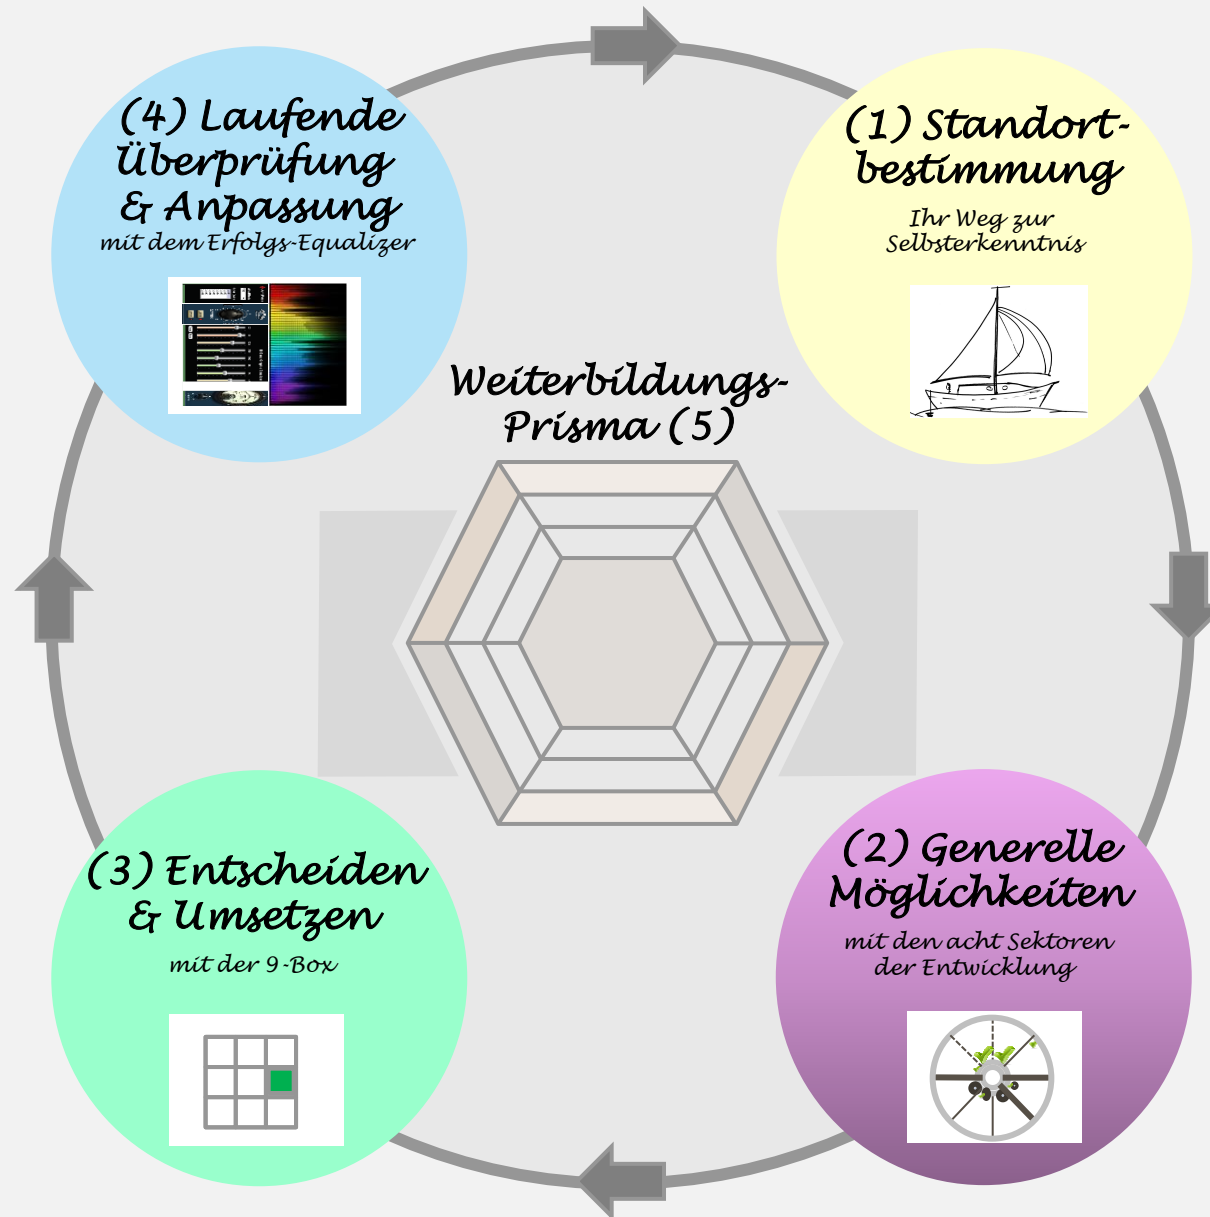 (4) Laufende
Überprüfung
& Anpassung
mit dem Erfolgs-Equalizer
(1) Standort-
bestimmung
Ihr Weg zur
Selbsterkenntnis
Weiterbildungs-
Prisma (5)
(3) Entscheiden
& Umsetzen
mit der 9-Box
(2) Generelle
Möglichkeiten
mit den acht Sektoren
der Entwicklung